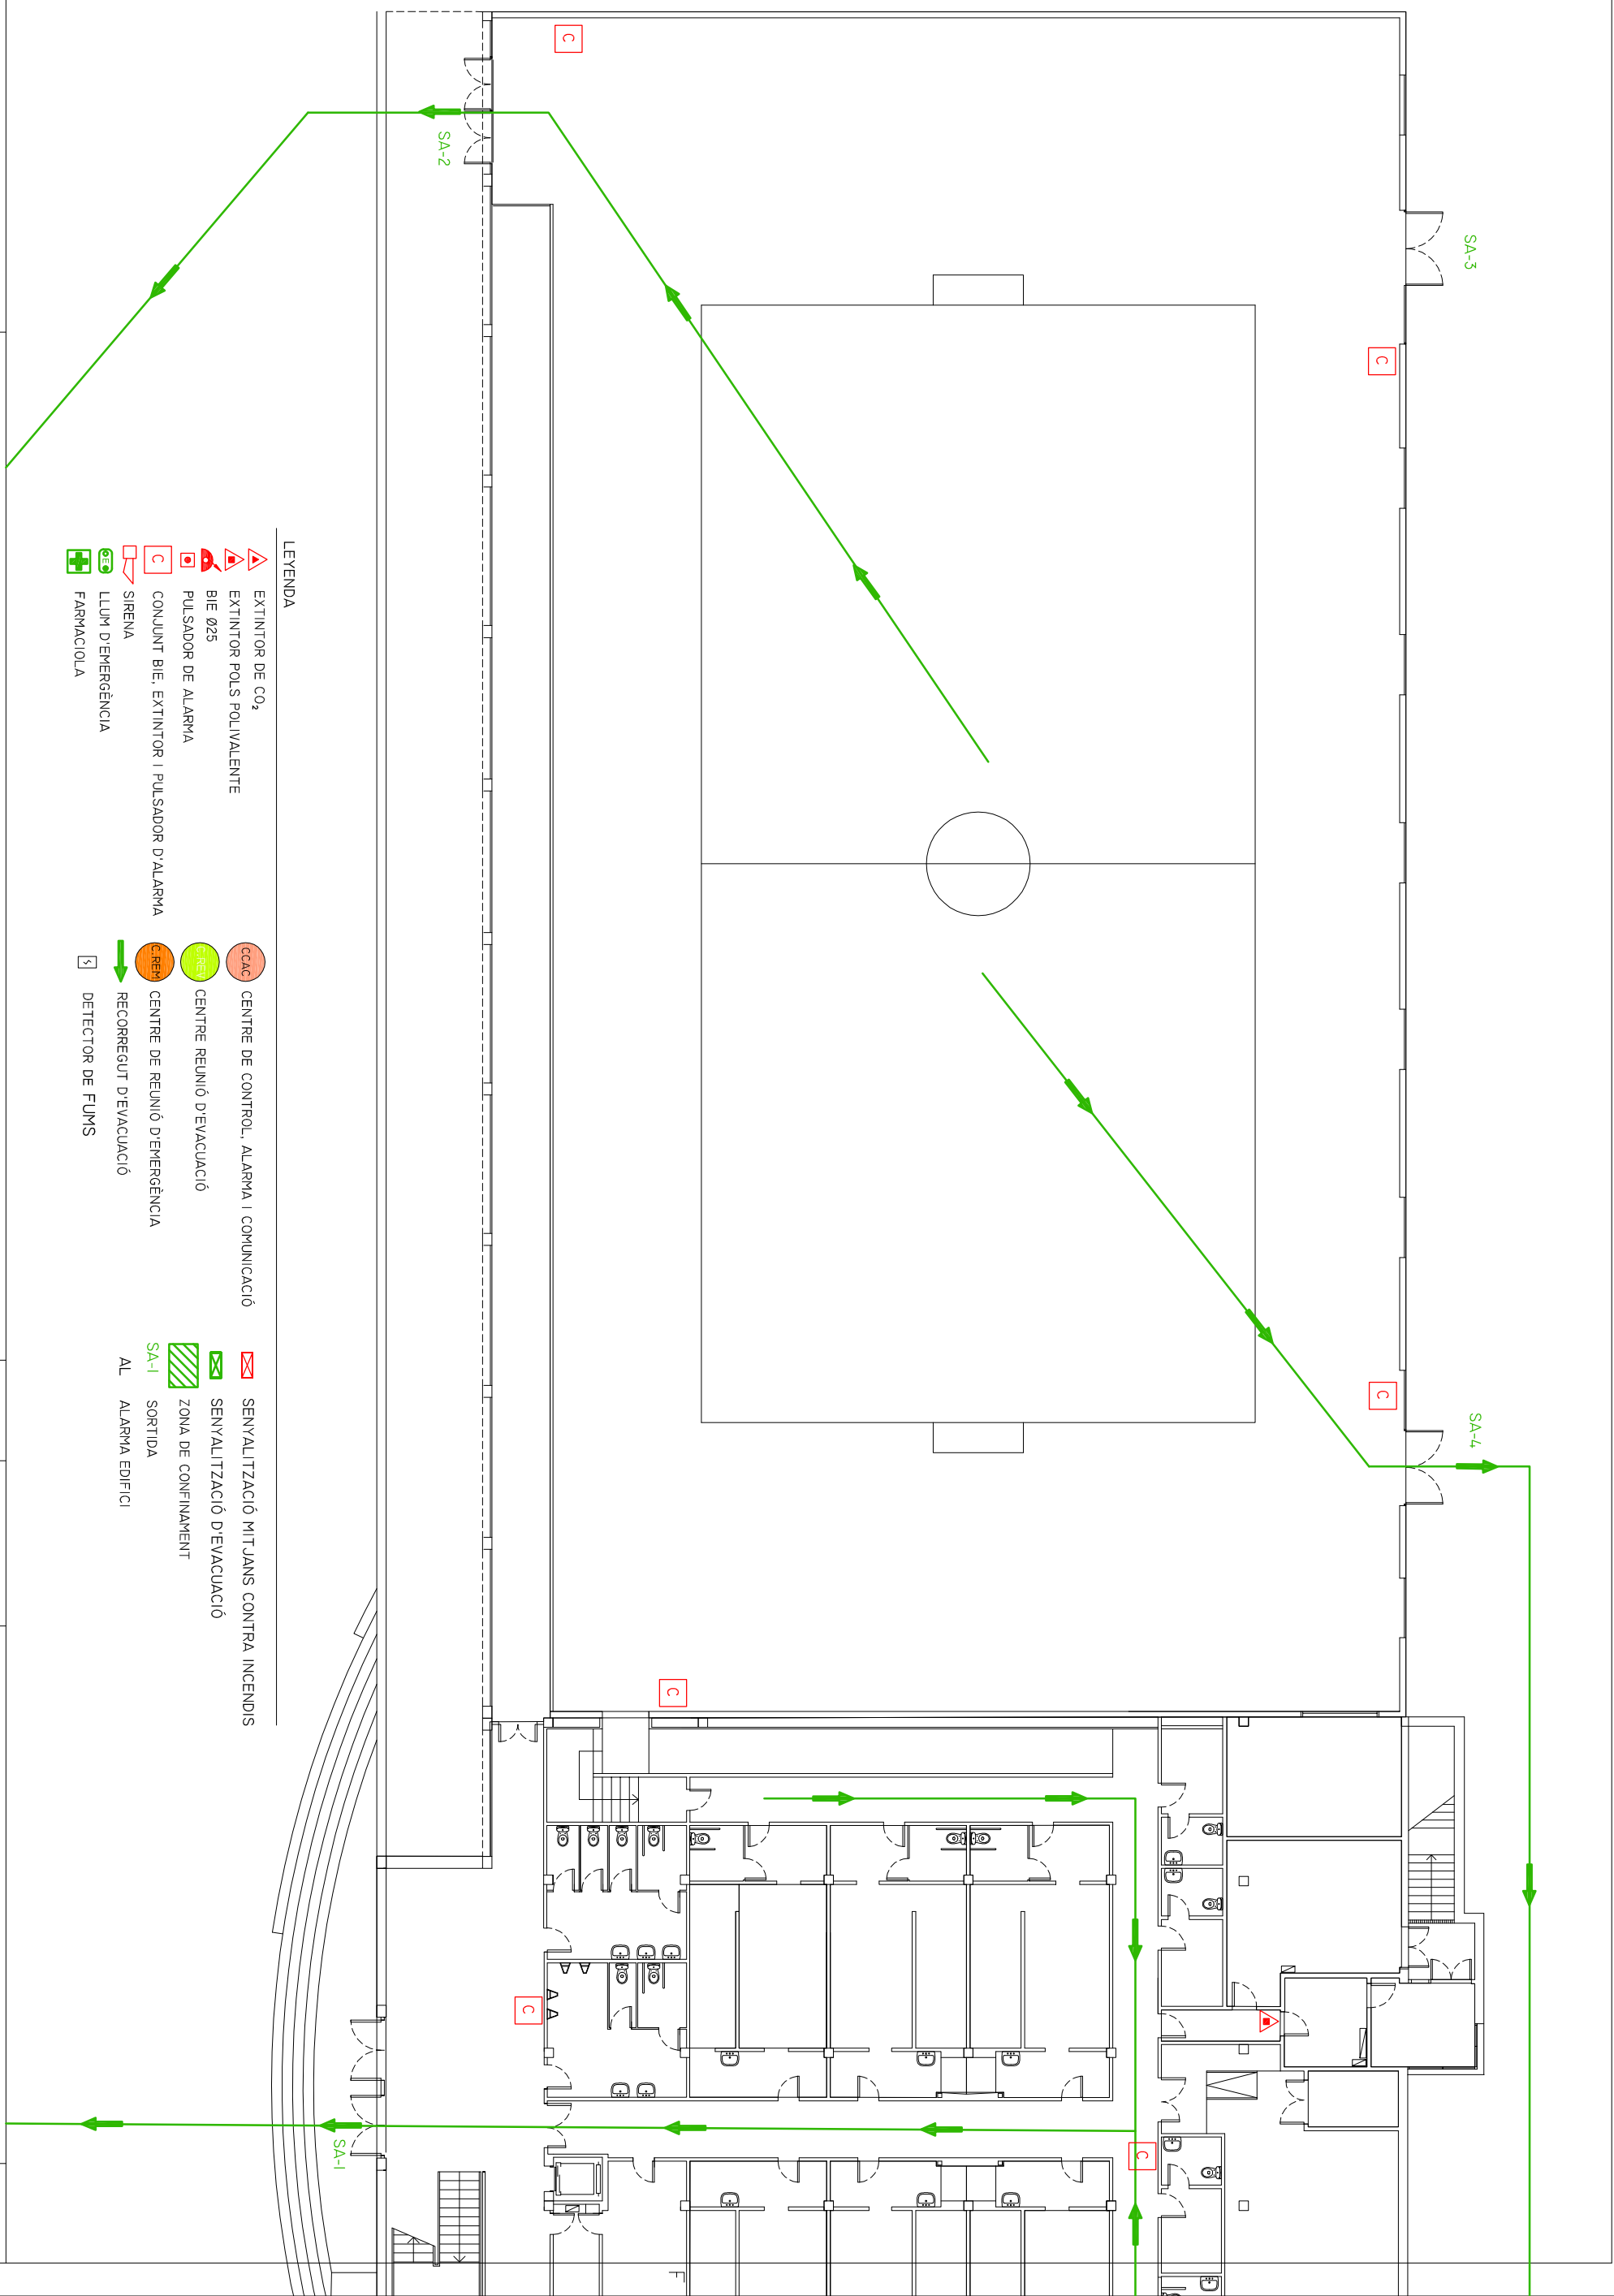 C
SA-2
SA-3
C
SA-4
C
C
LEYENDA
EXTINTOR DE CO₂
EXTINTOR POLS POLIVALENTE
BIE Ø25
PULSADOR DE ALARMA
C CONJUNT BIE, EXTINTOR I PULSADOR D'ALARMA
SIRENA
E LLUM D'EMERGÈNCIA
FARMACIOLA
CCAC CENTRE DE CONTROL, ALARMA I COMUNICACIÓ
C.REV CENTRE REUNIÓ D'EVACUACIÓ
C.REM CENTRE DE REUNIÓ D'EMERGÈNCIA
RECORREGUT D'EVACUACIÓ
S DETECTOR DE FUMS
SENYALITZACIÓ MITJANS CONTRA INCENDIS
SENYALITZACIÓ D'EVACUACIÓ
ZONA DE CONFINAMENT
SA-1 SORTIDA
AL ALARMA EDIFICI
C
C
SA-1